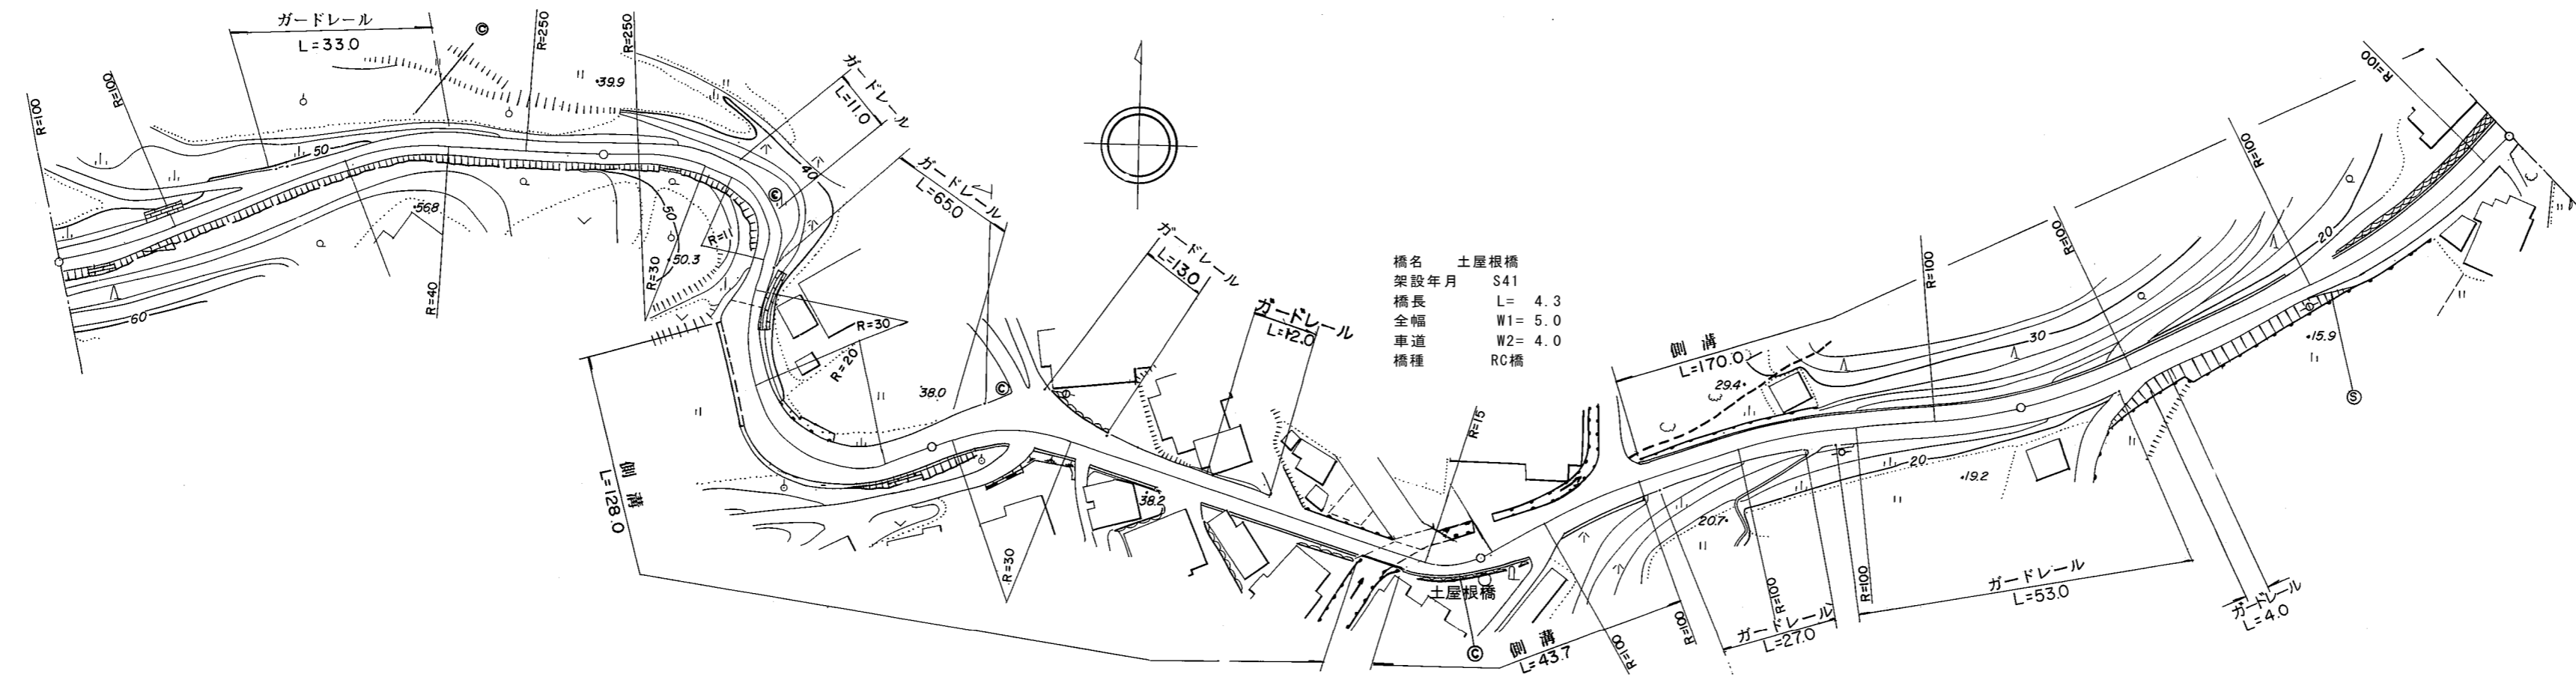 ガードレール
L=33.0
R=100
R=100
Ⓒ
R=250
R=250
39.9
ガードレール
L=11.0
50
40
Ⓒ
56.8
50
50.3
R=11
R=30
R=40
60
ガードレール
L=65.0
R=30
R=20
38.0
Ⓒ
ガードレール
L=13.0
ガードレール
L=12.0
側溝
L=128.0
R=30
38.2
橋名 土屋根橋
架設年月 S41
橋長 L= 4.3
全幅 W1= 5.0
車道 W2= 4.0
橋種 RC橋
R=15
土屋根橋
Ⓒ
側溝
L=43.7
側溝
L=170.0
29.4
30
20
R=100
R=100
R=100
R=100
15.9
Ⓢ
20
19.2
20.7
R=100
R=100
R=100
R=100
ガードレール
L=27.0
ガードレール
L=53.0
ガードレール
L=4.0